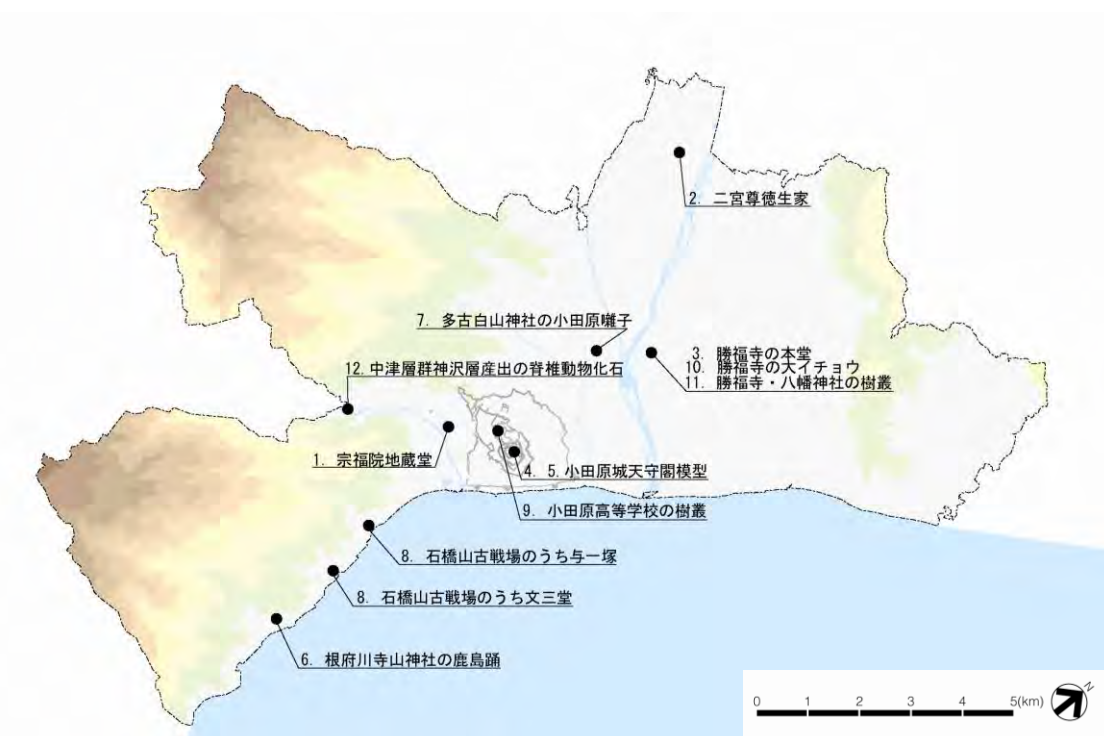 2. 二宮尊徳生家
7. 多古白山神社の小田原囃子
3. 勝福寺の本堂
10. 勝福寺の大イチョウ
11. 勝福寺・八幡神社の樹叢
12. 中津層群神沢層産出の脊椎動物化石
1. 宗福院地蔵堂
4. 5. 小田原城天守閣模型
9. 小田原高等学校の樹叢
8. 石橋山古戦場のうち与一塚
8. 石橋山古戦場のうち文三堂
6. 根府川寺山神社の鹿島踊
0 1 2 3 4 5(km)
N